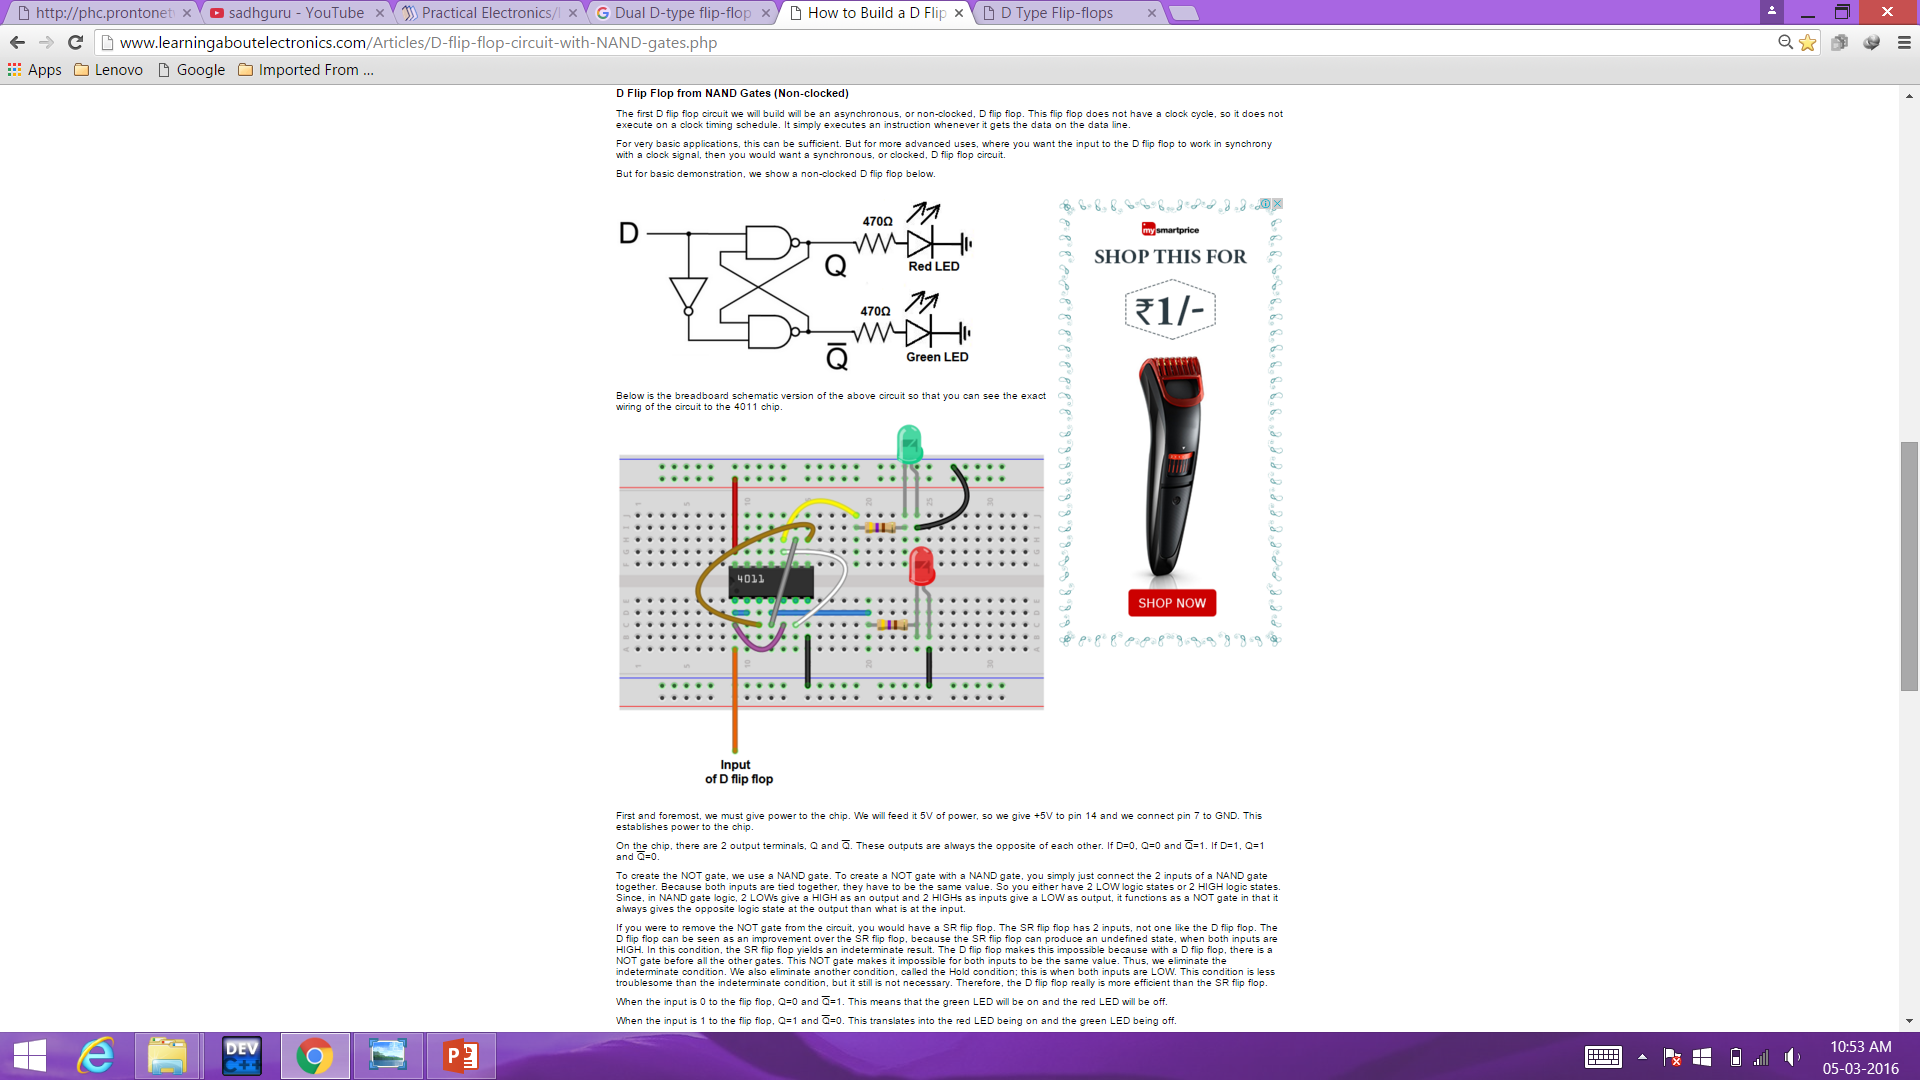 http://phc.prontonet
sadhguru - YouTube
Practical Electronics/
Dual D-type flip-flop
How to Build a D Flip
D Type Flip-flops
www.learningaboutelectronics.com/Articles/D-flip-flop-circuit-with-NAND-gates.php
Apps
Lenovo
Google
Imported From ...
D Flip Flop from NAND Gates (Non-clocked)
The first D flip flop circuit we will build will be an asynchronous, or non-clocked, D flip flop. This flip flop does not have a clock cycle, so it does not
execute on a clock timing schedule. It simply executes an instruction whenever it gets the data on the data line.
For very basic applications, this can be sufficient. But for more advanced uses, where you want the input to the D flip flop to work in synchrony
with a clock signal, then you would want a synchronous, or clocked, D flip flop circuit.
But for basic demonstration, we show a non-clocked D flip flop below.
D
470Ω
Q
Red LED
470Ω
Q̅
Green LED
mysmartprice
SHOP THIS FOR
₹1/-
SHOP NOW
Below is the breadboard schematic version of the above circuit so that you can see the exact
wiring of the circuit to the 4011 chip.
4011
Input
of D flip flop
First and foremost, we must give power to the chip. We will feed it 5V of power, so we give +5V to pin 14 and we connect pin 7 to GND. This
establishes power to the chip.
On the chip, there are 2 output terminals, Q and Q̅. These outputs are always the opposite of each other. If D=0, Q=0 and Q̅=1. If D=1, Q=1
and Q̅=0.
To create the NOT gate, we use a NAND gate. To create a NOT gate with a NAND gate, you simply just connect the 2 inputs of a NAND gate
together. Because both inputs are tied together, they have to be the same value. So you either have 2 LOW logic states or 2 HIGH logic states.
Since, in NAND gate logic, 2 LOWs give a HIGH as an output and 2 HIGHs as inputs give a LOW as output, it functions as a NOT gate in that it
always gives the opposite logic state at the output than what is at the input.
If you were to remove the NOT gate from the circuit, you would have a SR flip flop. The SR flip flop has 2 inputs, not one like the D flip flop. The
D flip flop can be seen as an improvement over the SR flip flop, because the SR flip flop can produce an undefined state, when both inputs are
HIGH. In this condition, the SR flip flop yields an indeterminate result. The D flip flop makes this impossible because with a D flip flop, there is a
NOT gate before all the other gates. This NOT gate makes it impossible for both inputs to be the same value. Thus, we eliminate the
indeterminate condition. We also eliminate another condition, called the Hold condition; this is when both inputs are LOW. This condition is less
troublesome than the indeterminate condition, but it still is not necessary. Therefore, the D flip flop really is more efficient than the SR flip flop.
When the input is 0 to the flip flop, Q=0 and Q̅=1. This means that the green LED will be on and the red LED will be off.
When the input is 1 to the flip flop, Q=1 and Q̅=0. This translates into the red LED being on and the green LED being off.
DEV
C++
10:53 AM
05-03-2016